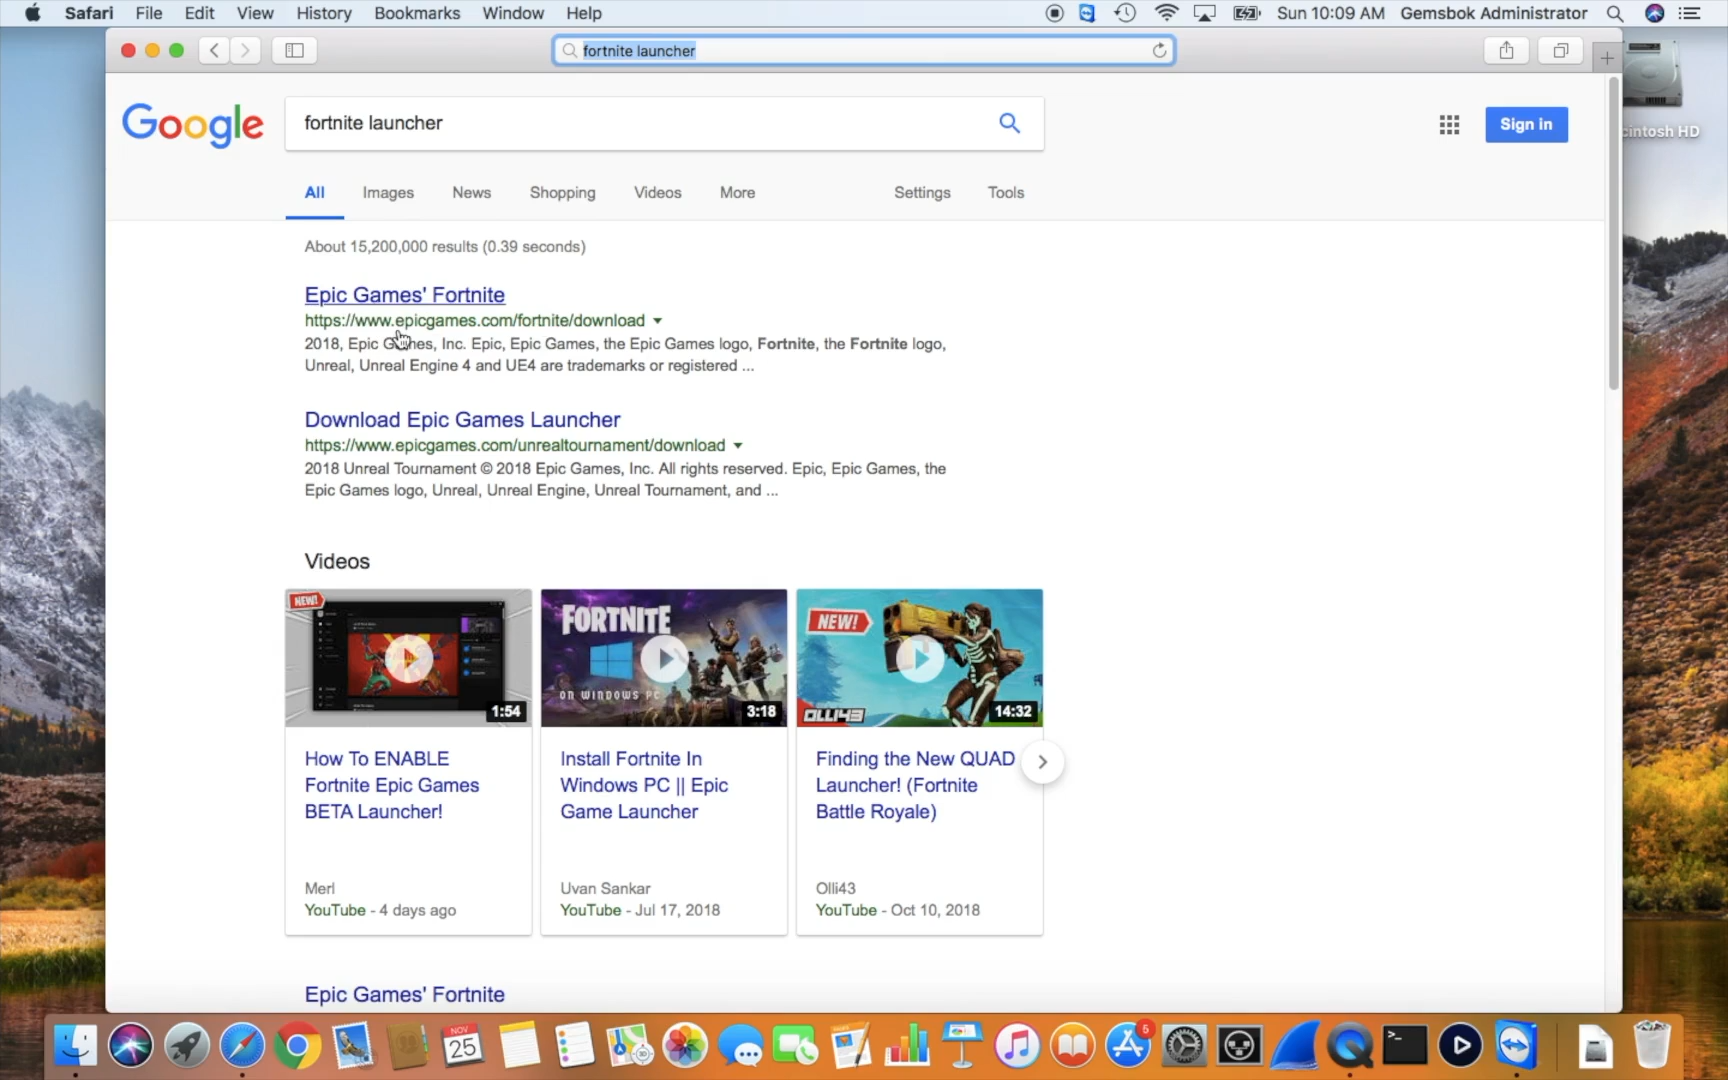 Safari File Edit View History Bookmarks Window Help Sun 10:09 AM Gemsbok Administrator
fortnite launcher
cintosh HD
Google fortnite launcher Sign in
All Images News Shopping Videos More Settings Tools
About 15,200,000 results (0.39 seconds)
Epic Games' Fortnite
https://www.epicgames.com/fortnite/download
2018, Epic Games, Inc. Epic, Epic Games, the Epic Games logo, Fortnite, the Fortnite logo,
Unreal, Unreal Engine 4 and UE4 are trademarks or registered ...
Download Epic Games Launcher
https://www.epicgames.com/unrealtournament/download
2018 Unreal Tournament © 2018 Epic Games, Inc. All rights reserved. Epic, Epic Games, the
Epic Games logo, Unreal, Unreal Engine, Unreal Tournament, and ...
Videos
NEW!
1:54
How To ENABLE
Fortnite Epic Games
BETA Launcher!
Merl
YouTube - 4 days ago
FORTNITE
ON WINDOWS PC
3:18
Install Fortnite In
Windows PC || Epic
Game Launcher
Uvan Sankar
YouTube - Jul 17, 2018
NEW!
OLLI43
14:32
Finding the New QUAD
Launcher! (Fortnite
Battle Royale)
Olli43
YouTube - Oct 10, 2018
Epic Games' Fortnite
NOV
25
5